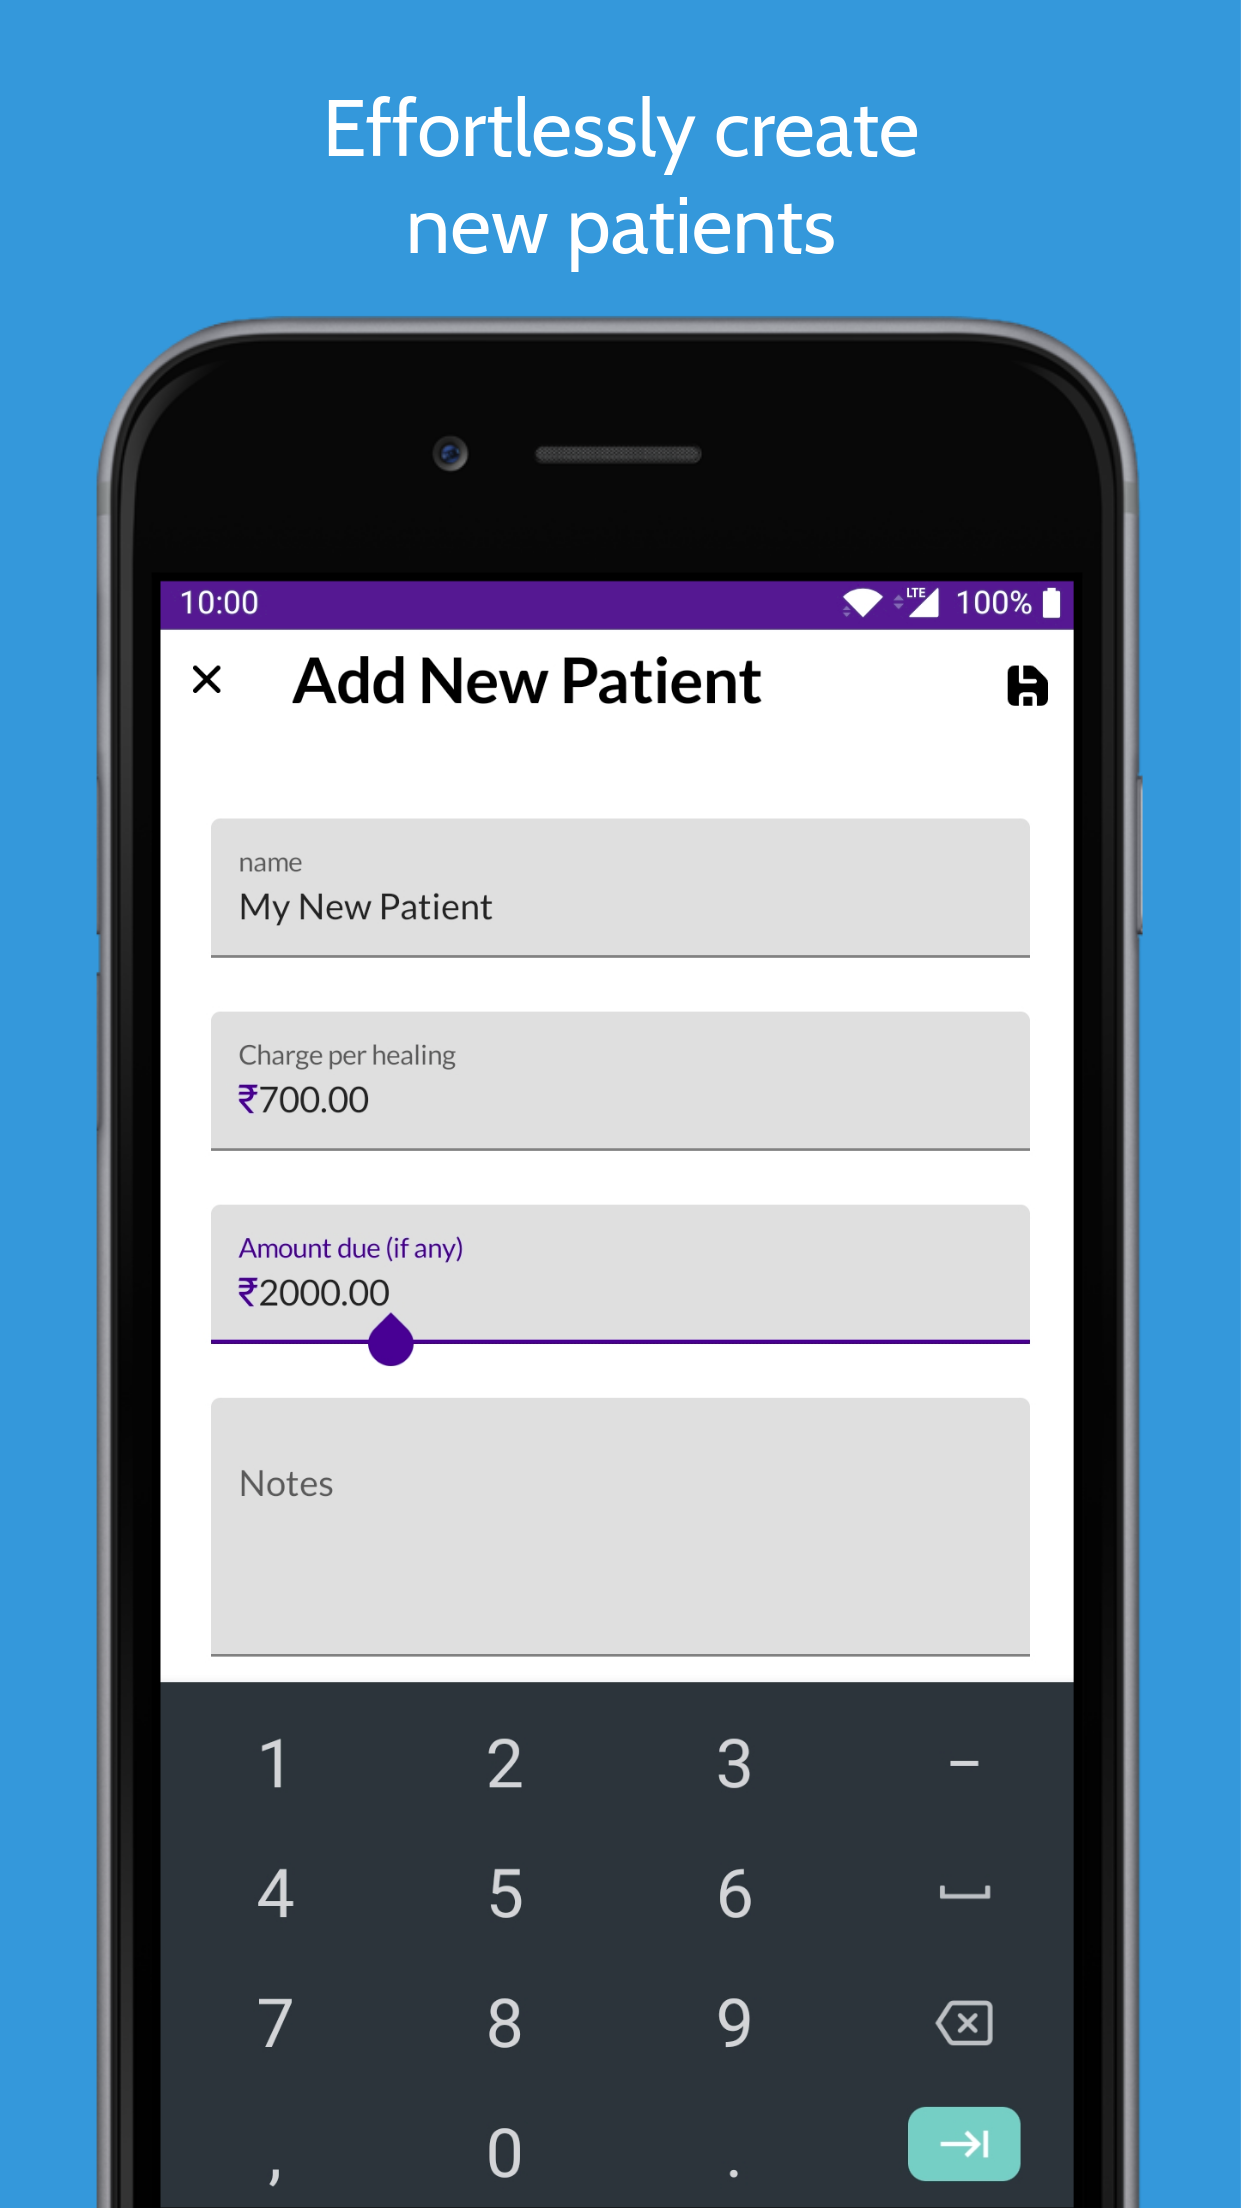 Effortlessly create
new patients
10:00 LTE 100%
Add New Patient
name
My New Patient
Charge per healing
₹700.00
Amount due (if any)
₹2000.00
Notes
1 2 3 –
4 5 6
7 8 9
, 0 .